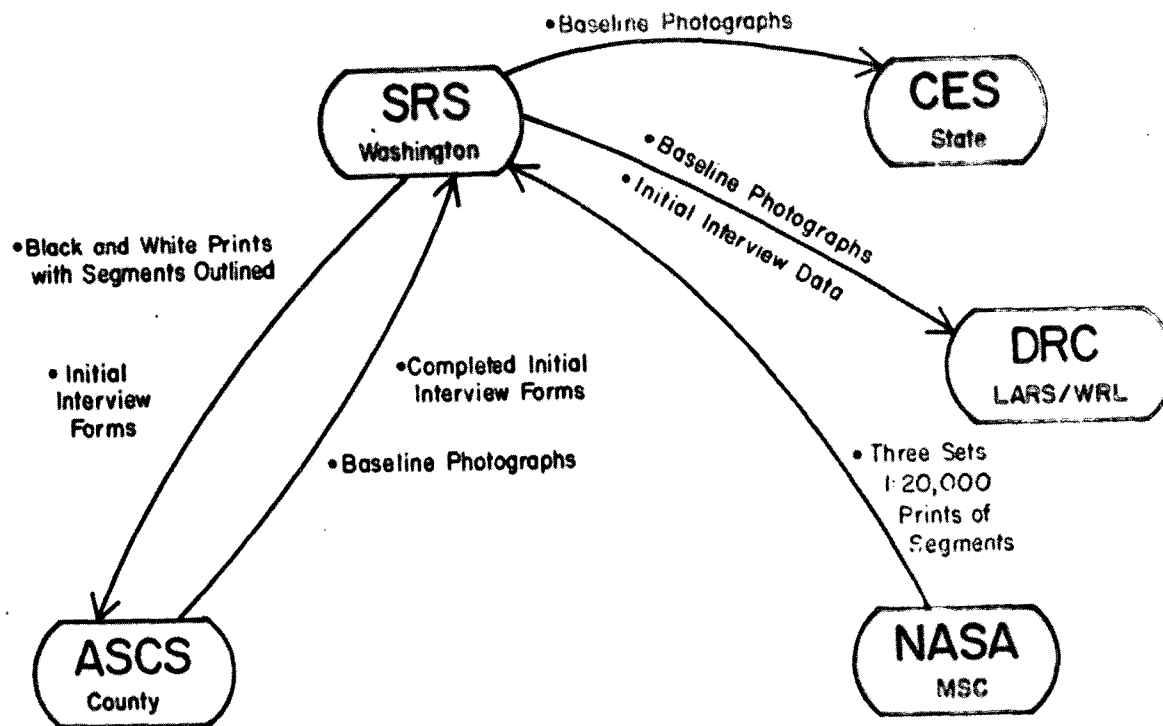 •Baseline Photographs
SRS
Washington
CES
State
•Baseline Photographs
•Initial Interview Data
•Black and White Prints
with Segments Outlined
•Initial
Interview
Forms
•Completed Initial
Interview Forms
•Baseline Photographs
DRC
LARS/WRL
•Three Sets
1:20,000
Prints of
Segments
ASCS
County
NASA
MSC